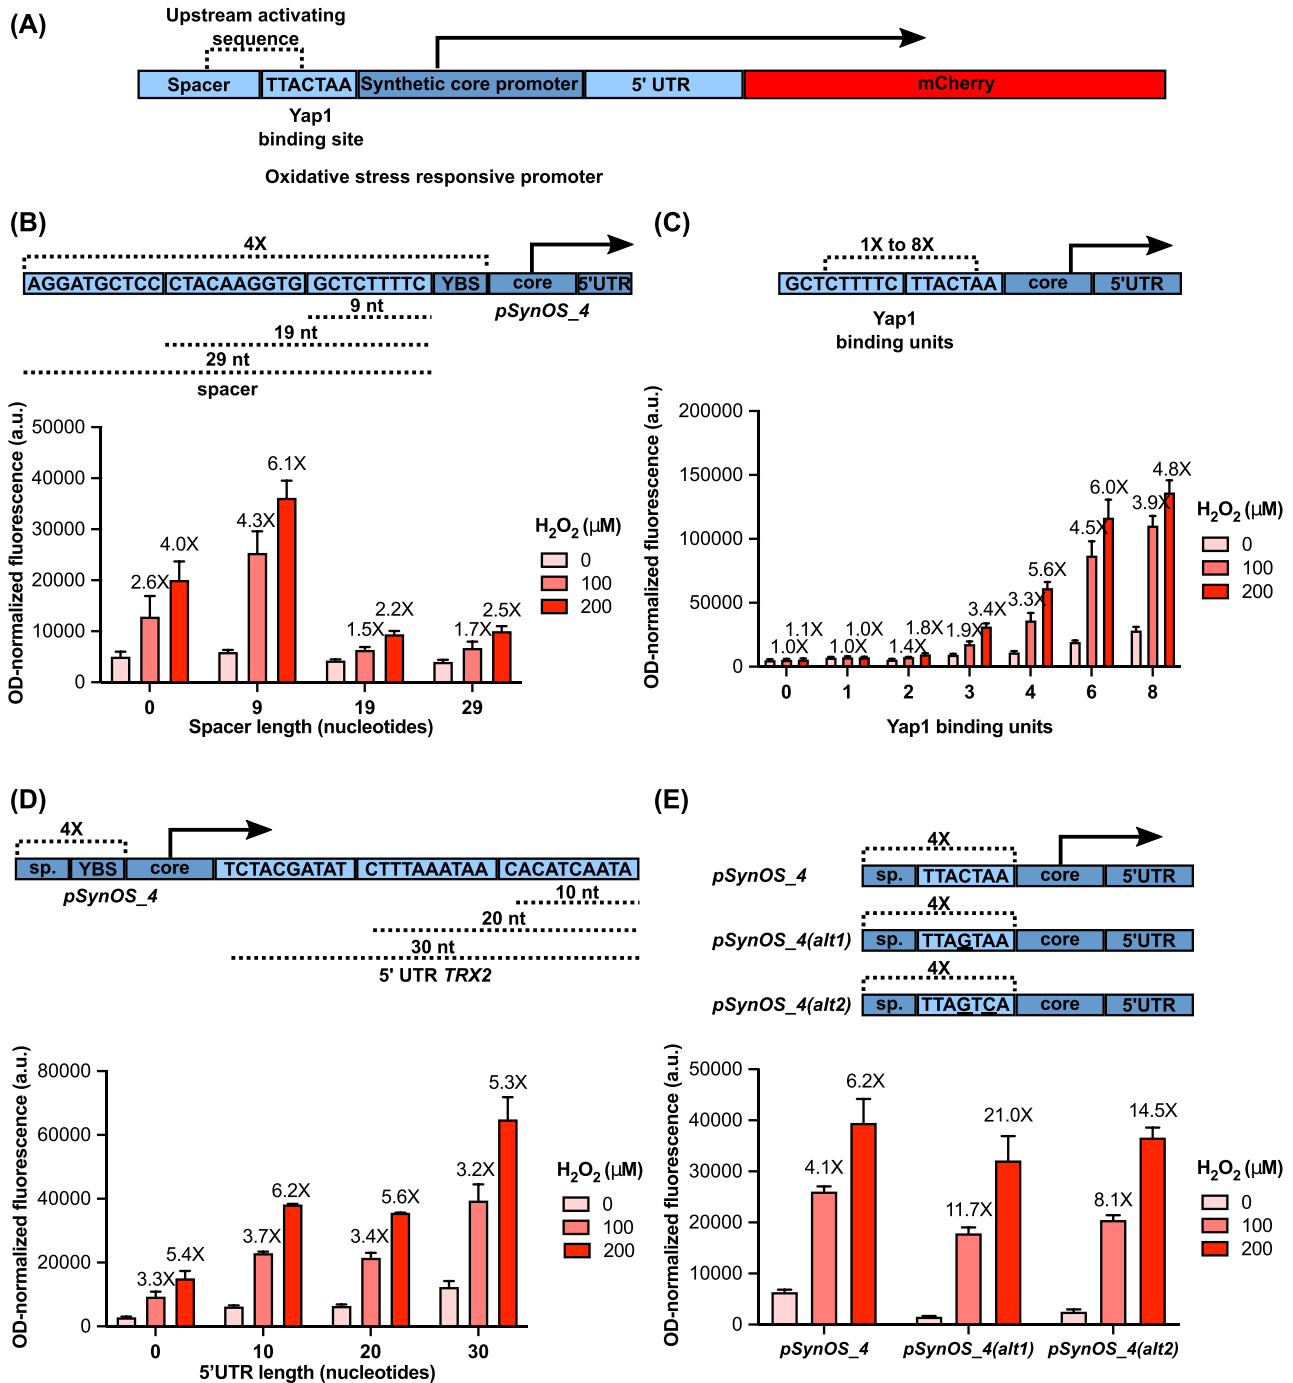 (A)
Upstream activating
sequence
Spacer TTACTAA Synthetic core promoter 5' UTR mCherry
Yap1
binding site
Oxidative stress responsive promoter
(B)
4X
AGGATGCTCC CTACAAGGTG GCTCTTTTC YBS core 5'UTR
9 nt
pSynOS_4
19 nt
29 nt
spacer
OD-normalized fluorescence (a.u.)
50000
40000
30000
20000
10000
0
2.6X 4.0X 4.3X 6.1X 1.5X 2.2X 1.7X 2.5X
H2O2 (µM)
0
100
200
0 9 19 29
Spacer length (nucleotides)
(C)
1X to 8X
GCTCTTTTC TTACTAA core 5'UTR
Yap1
binding units
OD-normalized fluorescence (a.u.)
200000
150000
100000
50000
0
1.0X 1.1X 1.0X 1.0X 1.4X 1.8X 1.9X 3.4X 3.3X 5.6X 4.5X 6.0X 3.9X 4.8X
H2O2 (µM)
0
100
200
0 1 2 3 4 6 8
Yap1 binding units
(D)
4X
sp. YBS core TCTACGATAT CTTTAAATAA CACATCAATA
pSynOS_4
10 nt
20 nt
30 nt
5' UTR TRX2
OD-normalized fluorescence (a.u.)
80000
60000
40000
20000
0
3.3X 5.4X 3.7X 6.2X 3.4X 5.6X 3.2X 5.3X
H2O2 (µM)
0
100
200
0 10 20 30
5'UTR length (nucleotides)
(E)
4X
pSynOS_4 sp. TTACTAA core 5'UTR
4X
pSynOS_4(alt1) sp. TTAGTAA core 5'UTR
4X
pSynOS_4(alt2) sp. TTAGTCA core 5'UTR
OD-normalized fluorescence (a.u.)
50000
40000
30000
20000
10000
0
4.1X 6.2X 11.7X 21.0X 8.1X 14.5X
H2O2 (µM)
0
100
200
pSynOS_4 pSynOS_4(alt1) pSynOS_4(alt2)